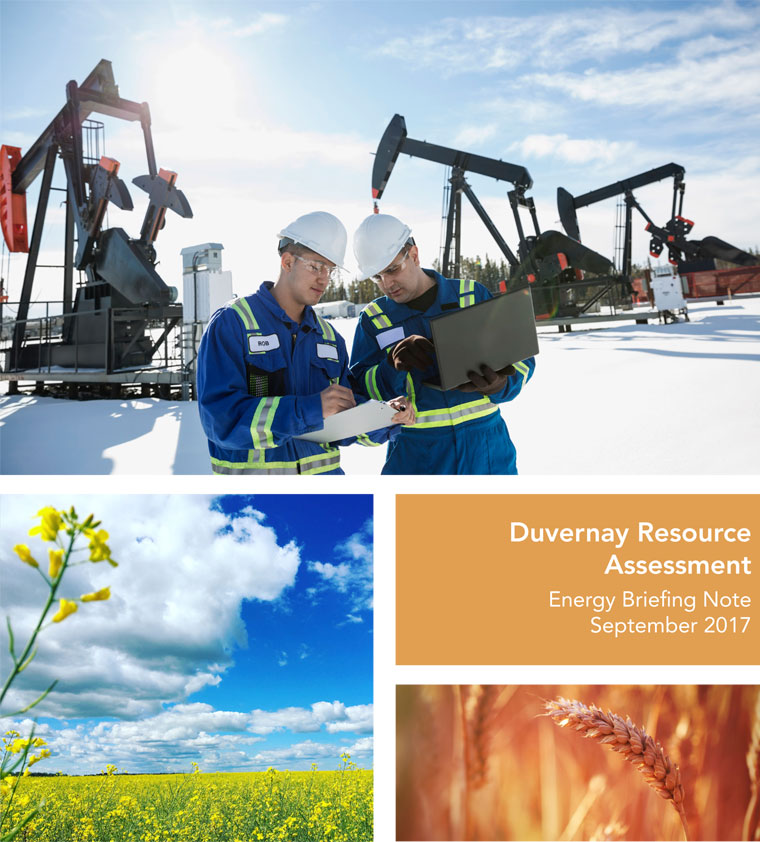 ROB
Duvernay Resource
Assessment
Energy Briefing Note
September 2017